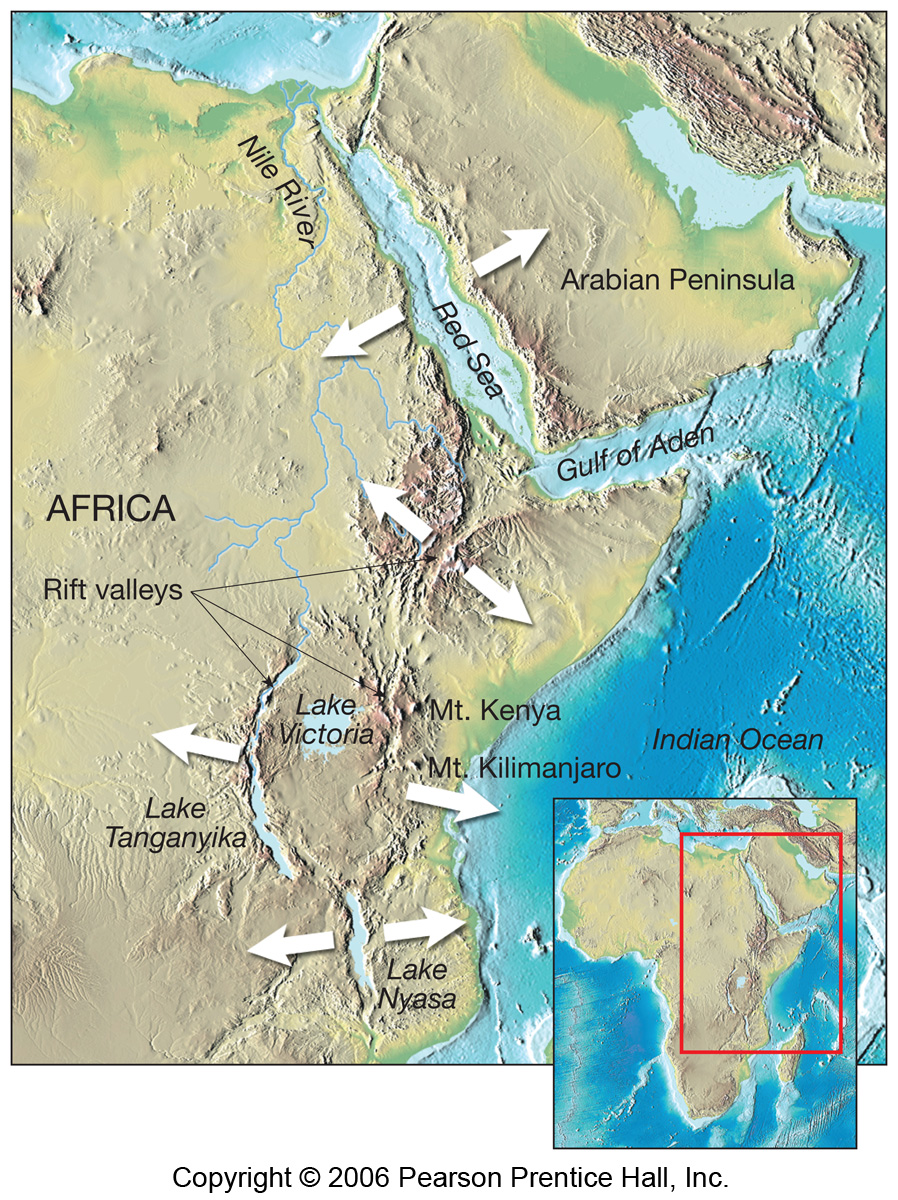 Nile River
Arabian Peninsula
Red Sea
Gulf of Aden
AFRICA
Rift valleys
Lake
Victoria
Mt. Kenya
Indian Ocean
Mt. Kilimanjaro
Lake
Tanganyika
Lake
Nyasa
Copyright © 2006 Pearson Prentice Hall, Inc.